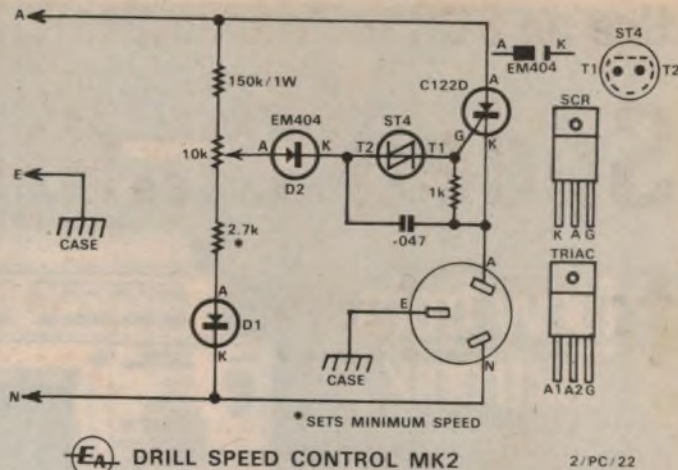 A
150k/1W
10k
2.7k
*
D1
A
K
EM404
A
K
D2
ST4
T2
T1
C122D
A
G
K
1k
.047
E
CASE
N
A
E
N
CASE
A
K
EM404
ST4
T1
T2
SCR
K A G
TRIAC
A1 A2 G
* SETS MINIMUM SPEED
EA DRILL SPEED CONTROL MK2
2/PC/22